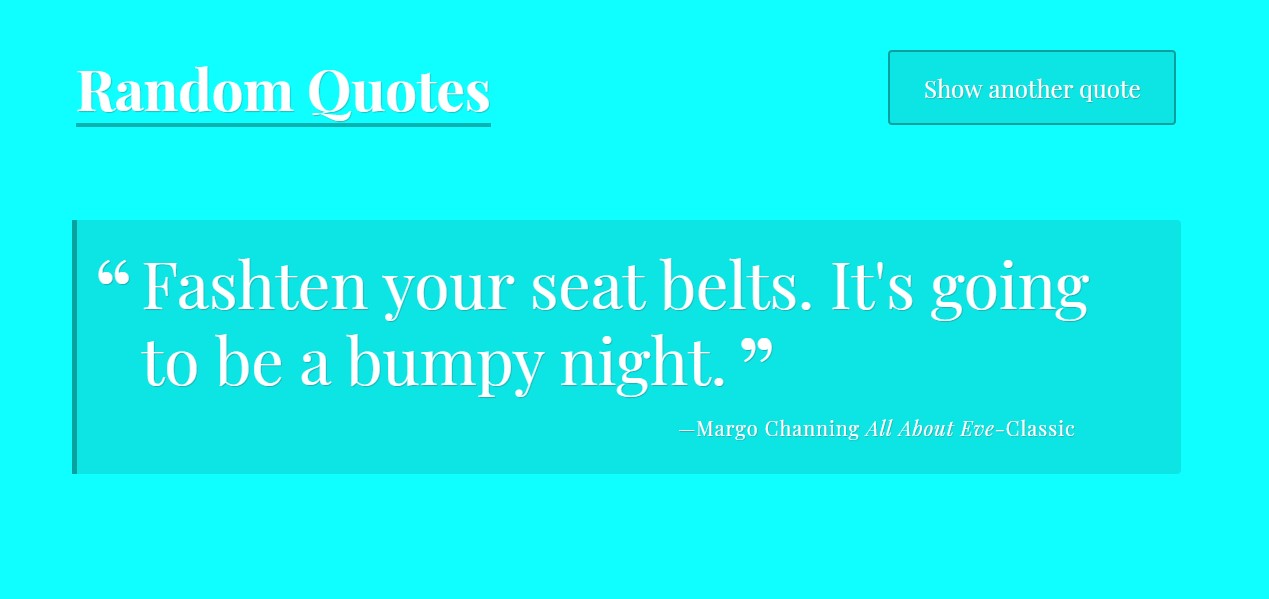 Random Quotes
Show another quote
“ Fashten your seat belts. It's going
to be a bumpy night. ”
—Margo Channing All About Eve-Classic